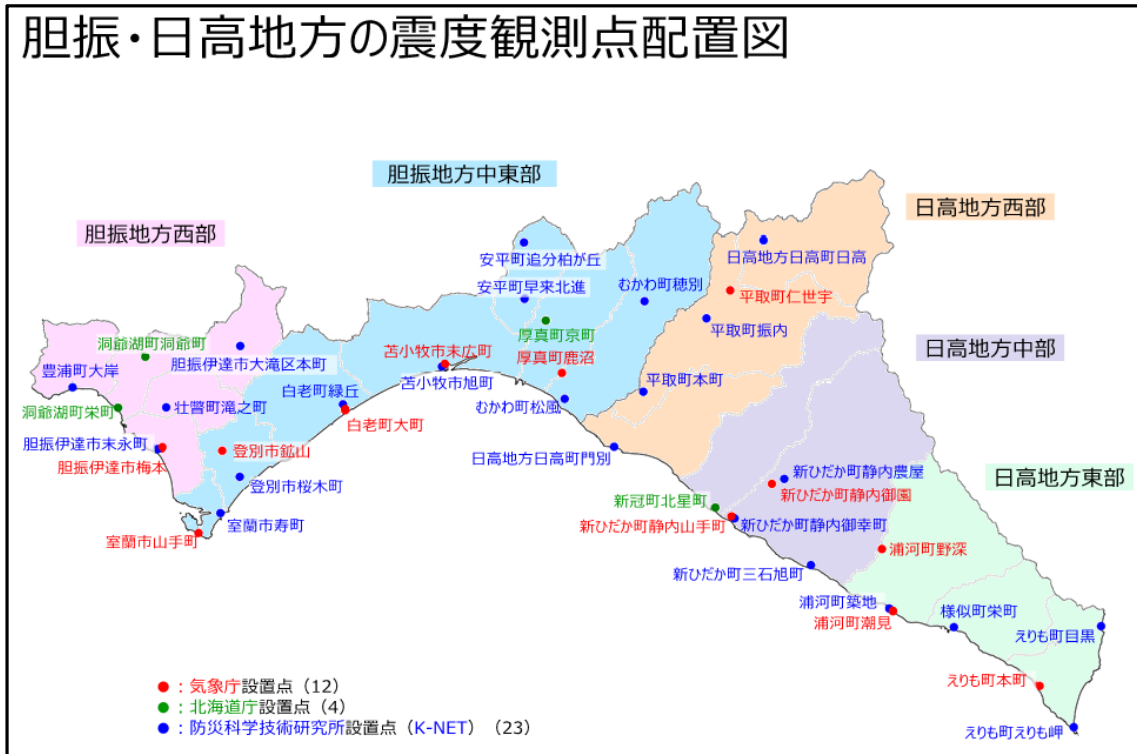 胆振・日高地方の震度観測点配置図
胆振地方中東部
日高地方西部
胆振地方西部
安平町追分柏が丘
日高地方日高町日高
安平町早来北進
むかわ町穂別
平取町仁世宇
洞爺湖町洞爺町
厚真町京町
平取町振内
日高地方中部
豊浦町大岸
胆振伊達市大滝区本町
苫小牧市末広町
厚真町鹿沼
白老町緑丘
苫小牧市旭町
平取町本町
洞爺湖町栄町
壮瞥町滝之町
白老町大町
むかわ町松風
胆振伊達市末永町
胆振伊達市梅本
登別市鉱山
日高地方日高町門別
新ひだか町静内農屋
日高地方東部
登別市桜木町
新ひだか町静内御園
新冠町北星町
室蘭市寿町
新ひだか町静内山手町
新ひだか町静内御幸町
室蘭市山手町
浦河町野深
新ひだか町三石旭町
浦河町築地
様似町栄町
浦河町潮見
えりも町目黒
えりも町本町
えりも町えりも岬
●:気象庁設置点(12)
●:北海道庁設置点(4)
●:防災科学技術研究所設置点(K-NET)(23)